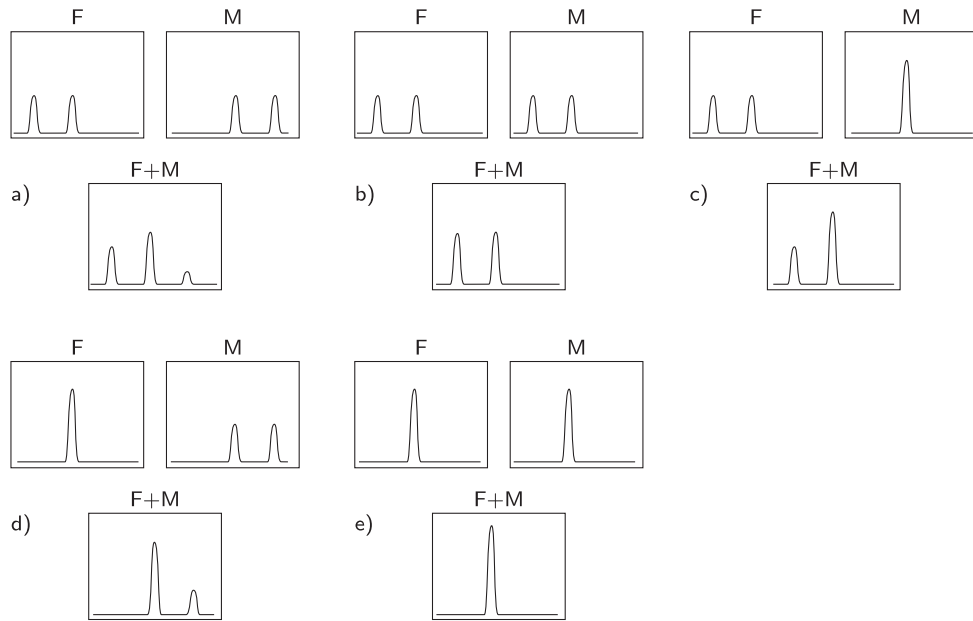 F M F M F M
F+M F+M F+M
a) b) c)
F M F M
F+M F+M
d) e)